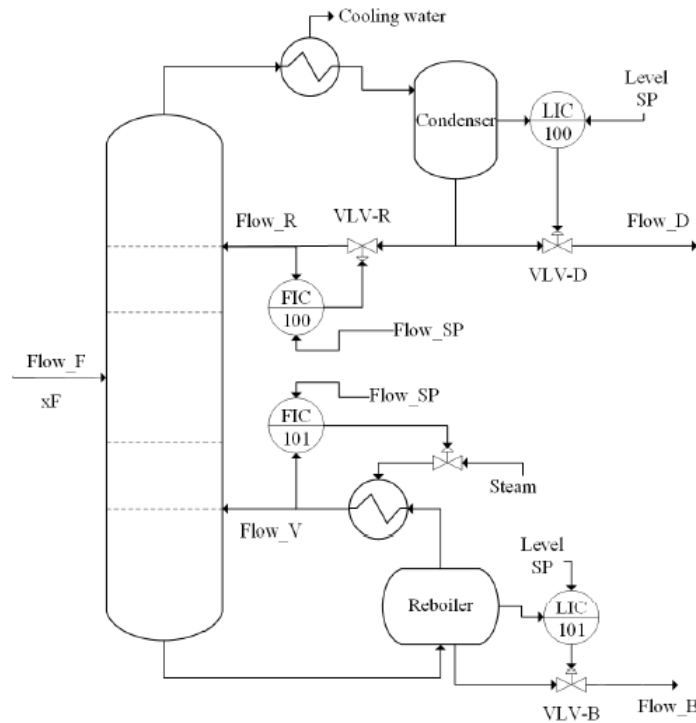 Cooling water
Level
SP
Condenser
LIC
100
Flow_R
VLV-R
Flow_D
VLV-D
FIC
100
Flow_SP
Flow_F
xF
Flow_SP
FIC
101
Steam
Flow_V
Level
SP
Reboiler
LIC
101
Flow_B
VLV-B